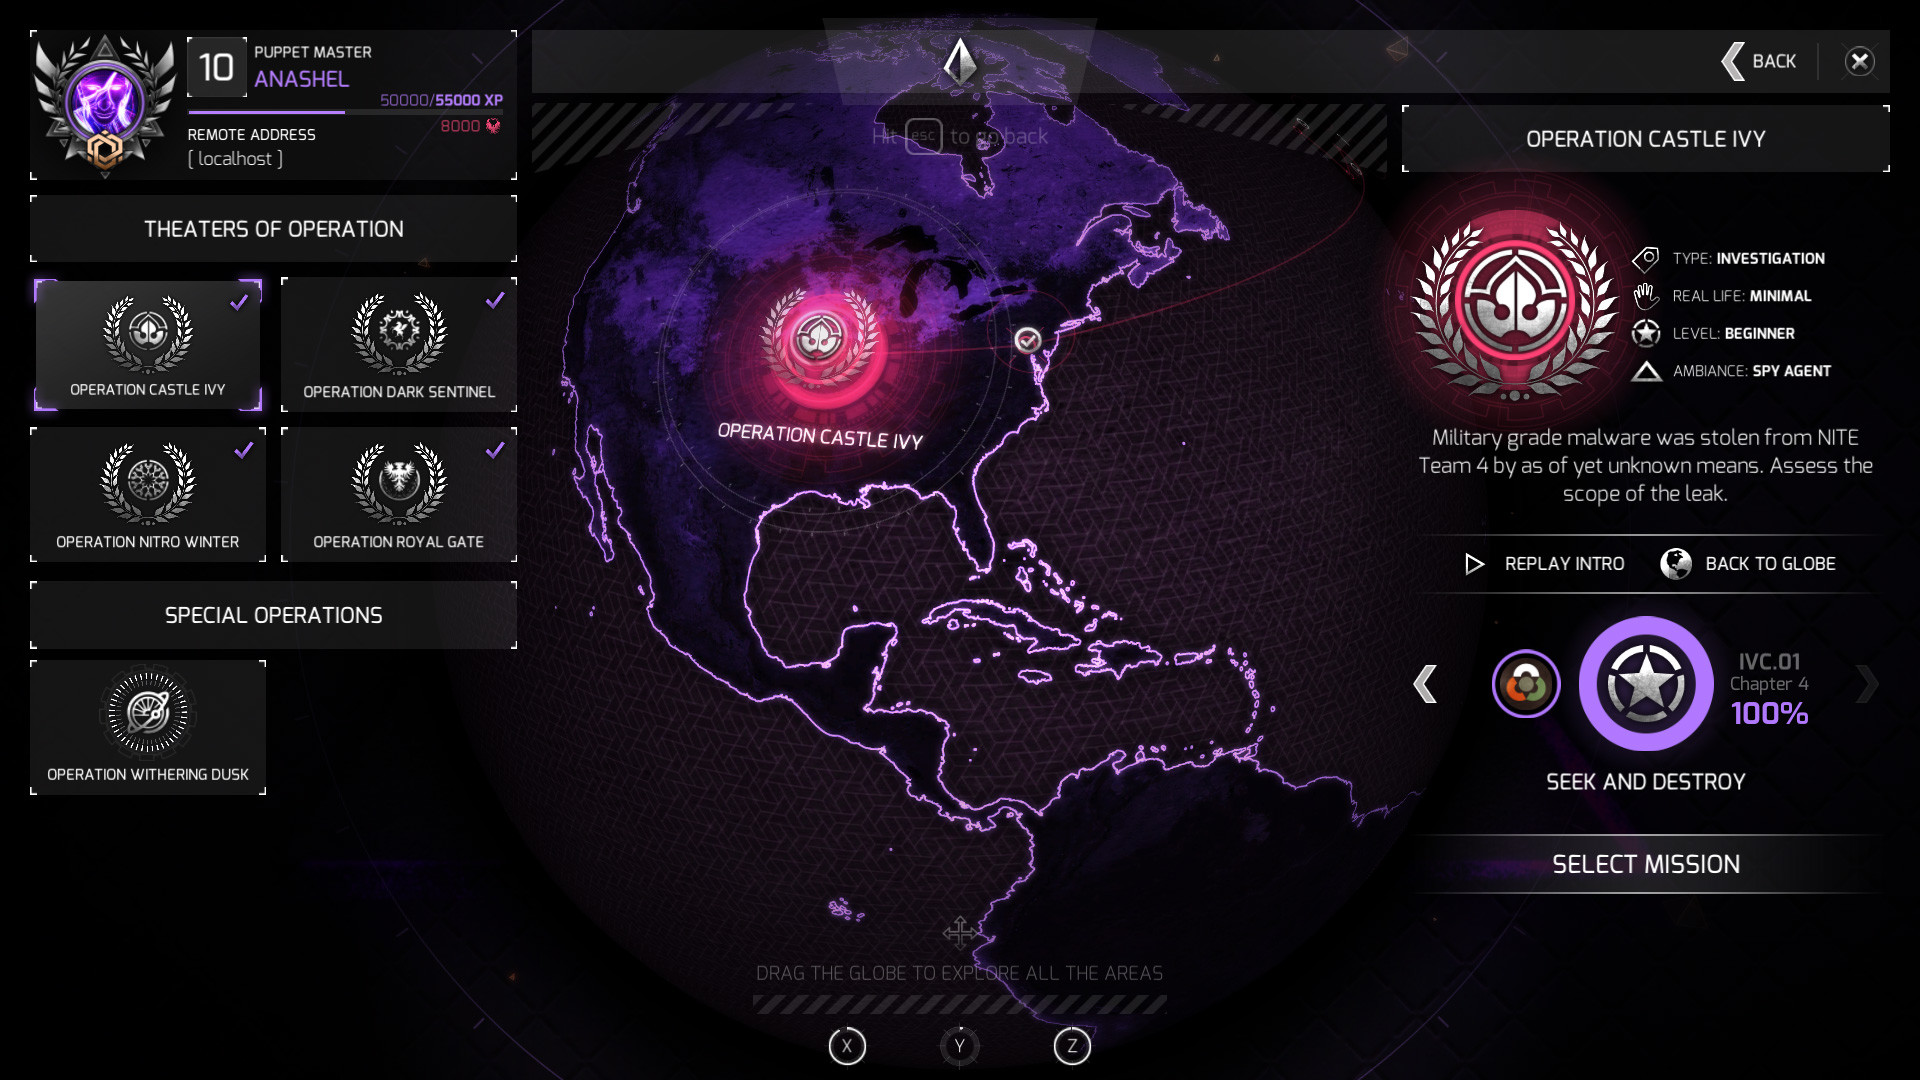 10
PUPPET MASTER
ANASHEL
50000/55000 XP
8000
REMOTE ADDRESS
[ localhost ]
THEATERS OF OPERATION
OPERATION CASTLE IVY
OPERATION DARK SENTINEL
OPERATION NITRO WINTER
OPERATION ROYAL GATE
SPECIAL OPERATIONS
OPERATION WITHERING DUSK
Hit esc to go back
OPERATION CASTLE IVY
DRAG THE GLOBE TO EXPLORE ALL THE AREAS
X
Y
Z
BACK
OPERATION CASTLE IVY
TYPE: INVESTIGATION
REAL LIFE: MINIMAL
LEVEL: BEGINNER
AMBIANCE: SPY AGENT
Military grade malware was stolen from NITE
Team 4 by as of yet unknown means. Assess the
scope of the leak.
REPLAY INTRO
BACK TO GLOBE
IVC.01
Chapter 4
100%
SEEK AND DESTROY
SELECT MISSION